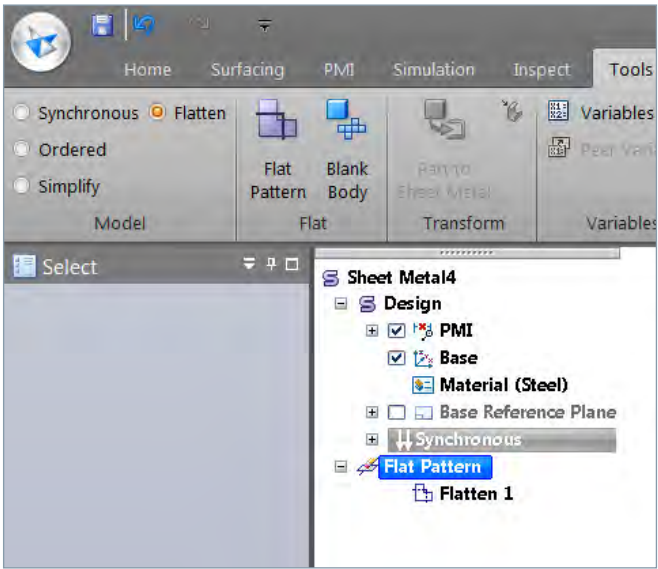 Home Surfacing PMI Simulation Inspect Tools
Synchronous Flatten
Ordered
Simplify
Flat Pattern
Blank Body
Part to Sheet Metal
Variables
Peer Varia
Model Flat Transform Variables
Select
Sheet Metal4
Design
PMI
Base
Material (Steel)
Base Reference Plane
Synchronous
Flat Pattern
Flatten 1